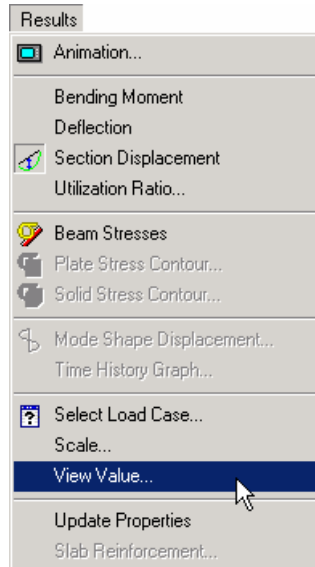 Results
Animation...
Bending Moment
Deflection
Section Displacement
Utilization Ratio...
Beam Stresses
Plate Stress Contour...
Solid Stress Contour...
Mode Shape Displacement...
Time History Graph...
Select Load Case...
Scale...
View Value...
Update Properties
Slab Reinforcement...